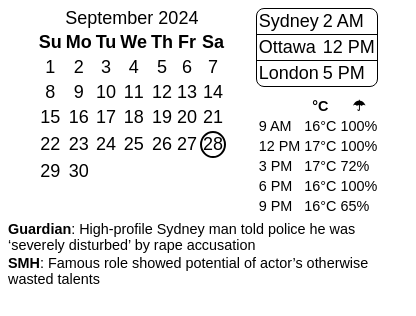 September 2024
Su Mo Tu We Th Fr Sa
1 2 3 4 5 6 7
8 9 10 11 12 13 14
15 16 17 18 19 20 21
22 23 24 25 26 27 28
29 30
Sydney 2 AM
Ottawa 12 PM
London 5 PM
°C ☂
9 AM 16°C 100%
12 PM 17°C 100%
3 PM 17°C 72%
6 PM 16°C 100%
9 PM 16°C 65%
Guardian: High-profile Sydney man told police he was
‘severely disturbed’ by rape accusation
SMH: Famous role showed potential of actor’s otherwise
wasted talents